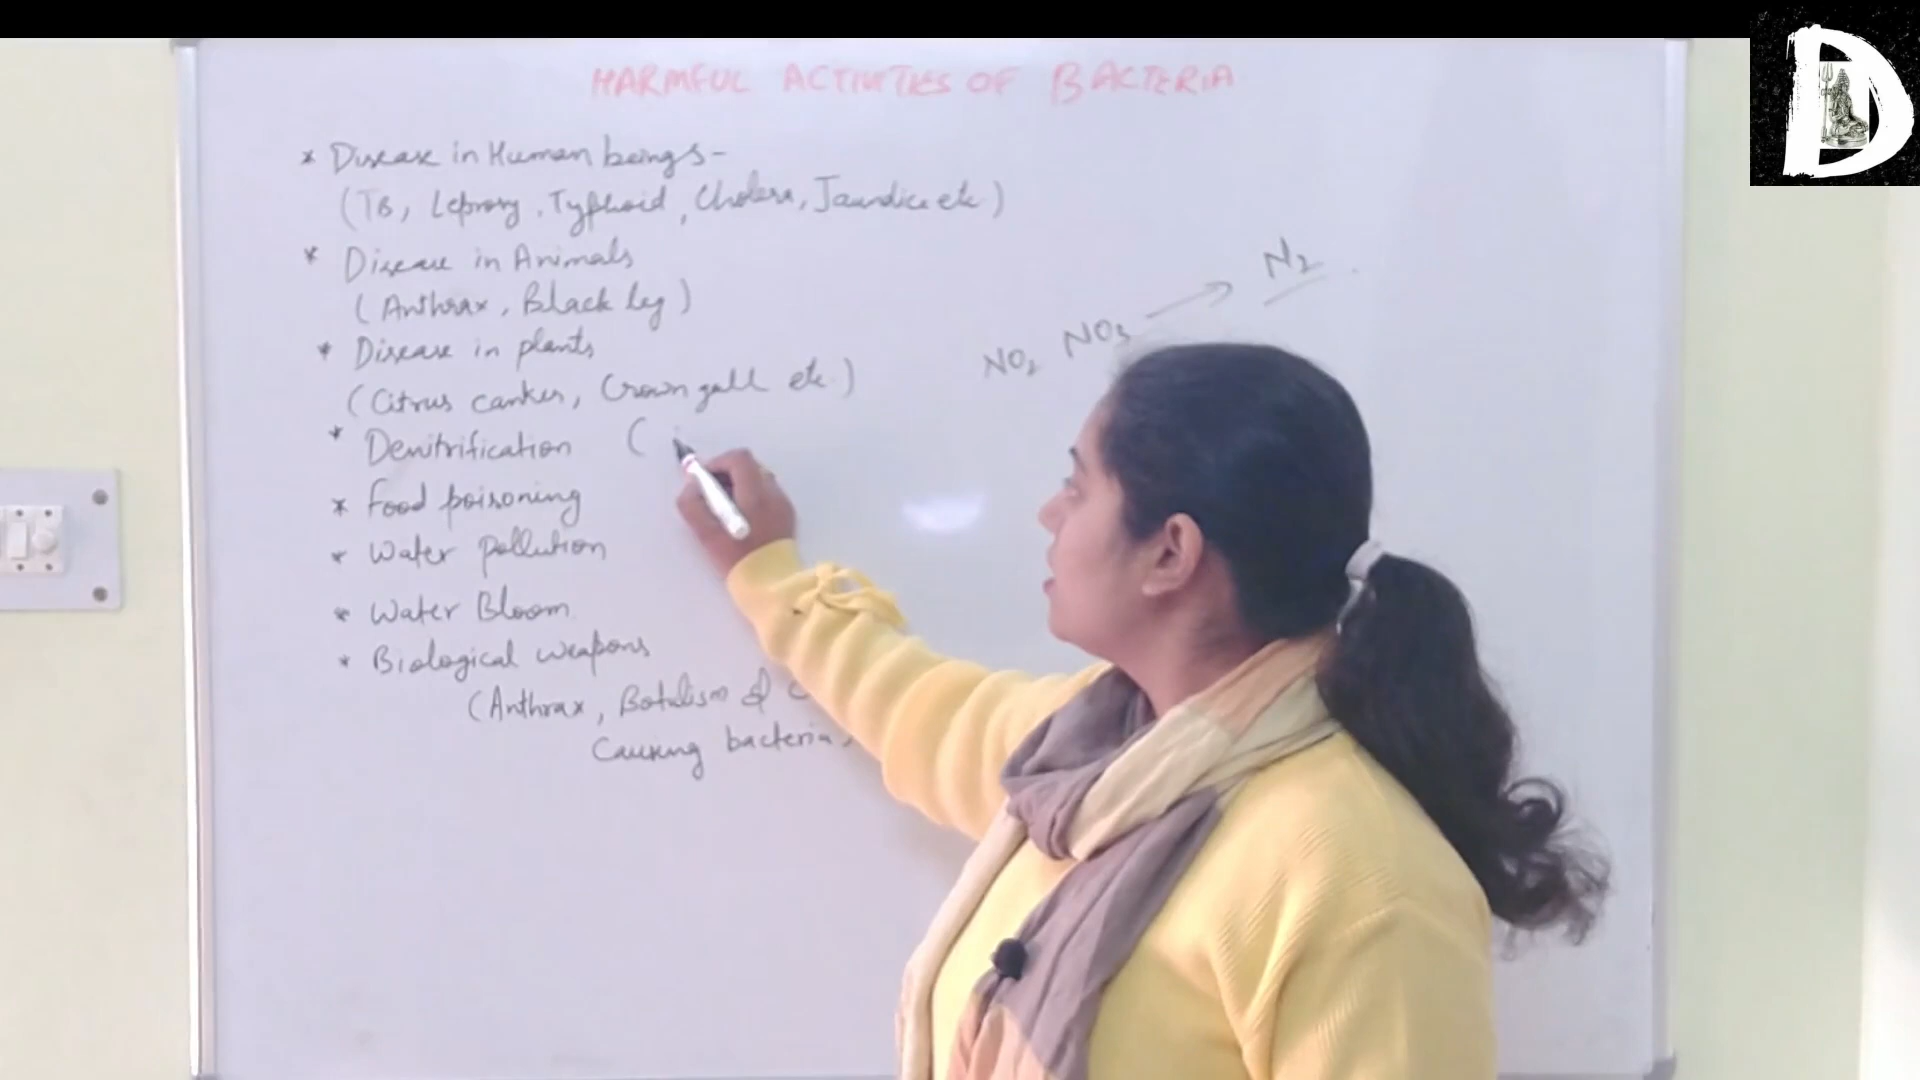 HARMFUL ACTIVITIES OF BACTERIA
* Disease in Human beings-
(TB, Leprosy, Typhoid, Cholera, Jaundice etc)
* Disease in Animals
(Anthrax, Black leg)
* Disease in plants
(Citrus canker, Crown gall etc.)
* Denitrification (
* Food poisoning
* Water pollution
* Water Bloom
* Biological weapons
(Anthrax, Botulism &
Causing bacteria
NO2 NO3 → N2
D